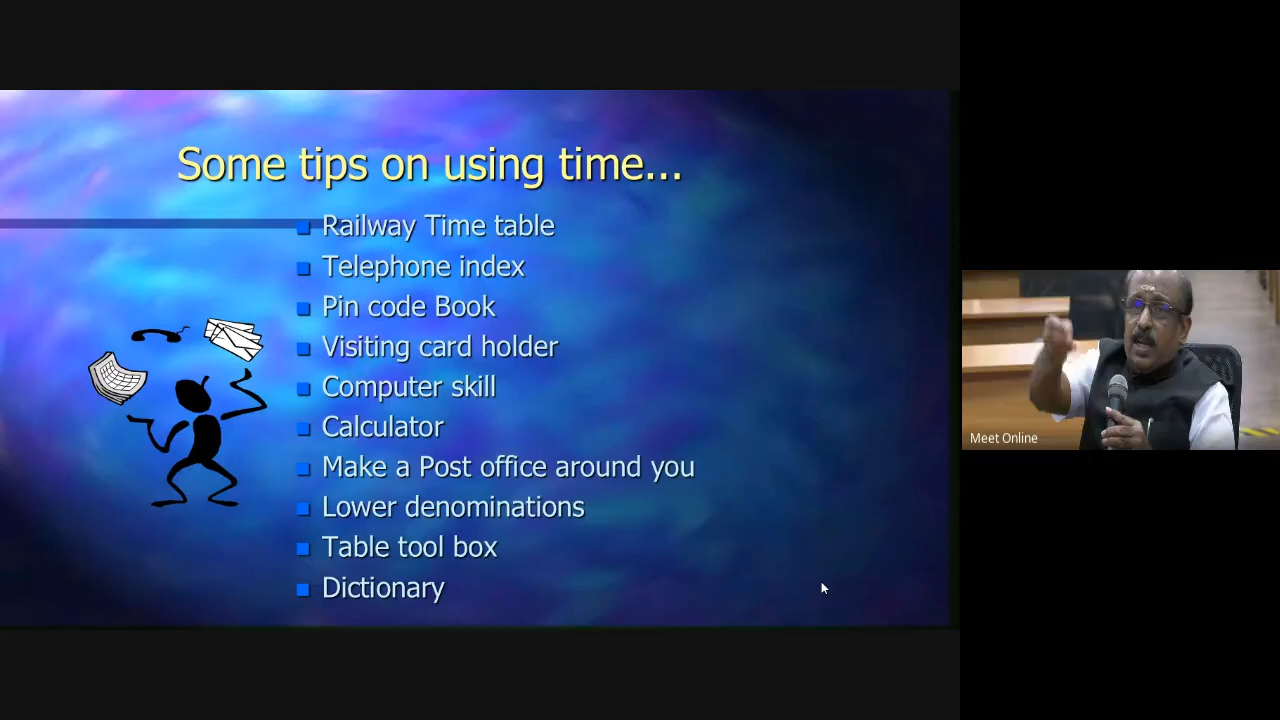 Some tips on using time...
Railway Time table
Telephone index
Pin code Book
Visiting card holder
Computer skill
Calculator
Make a Post office around you
Lower denominations
Table tool box
Dictionary
Meet Online